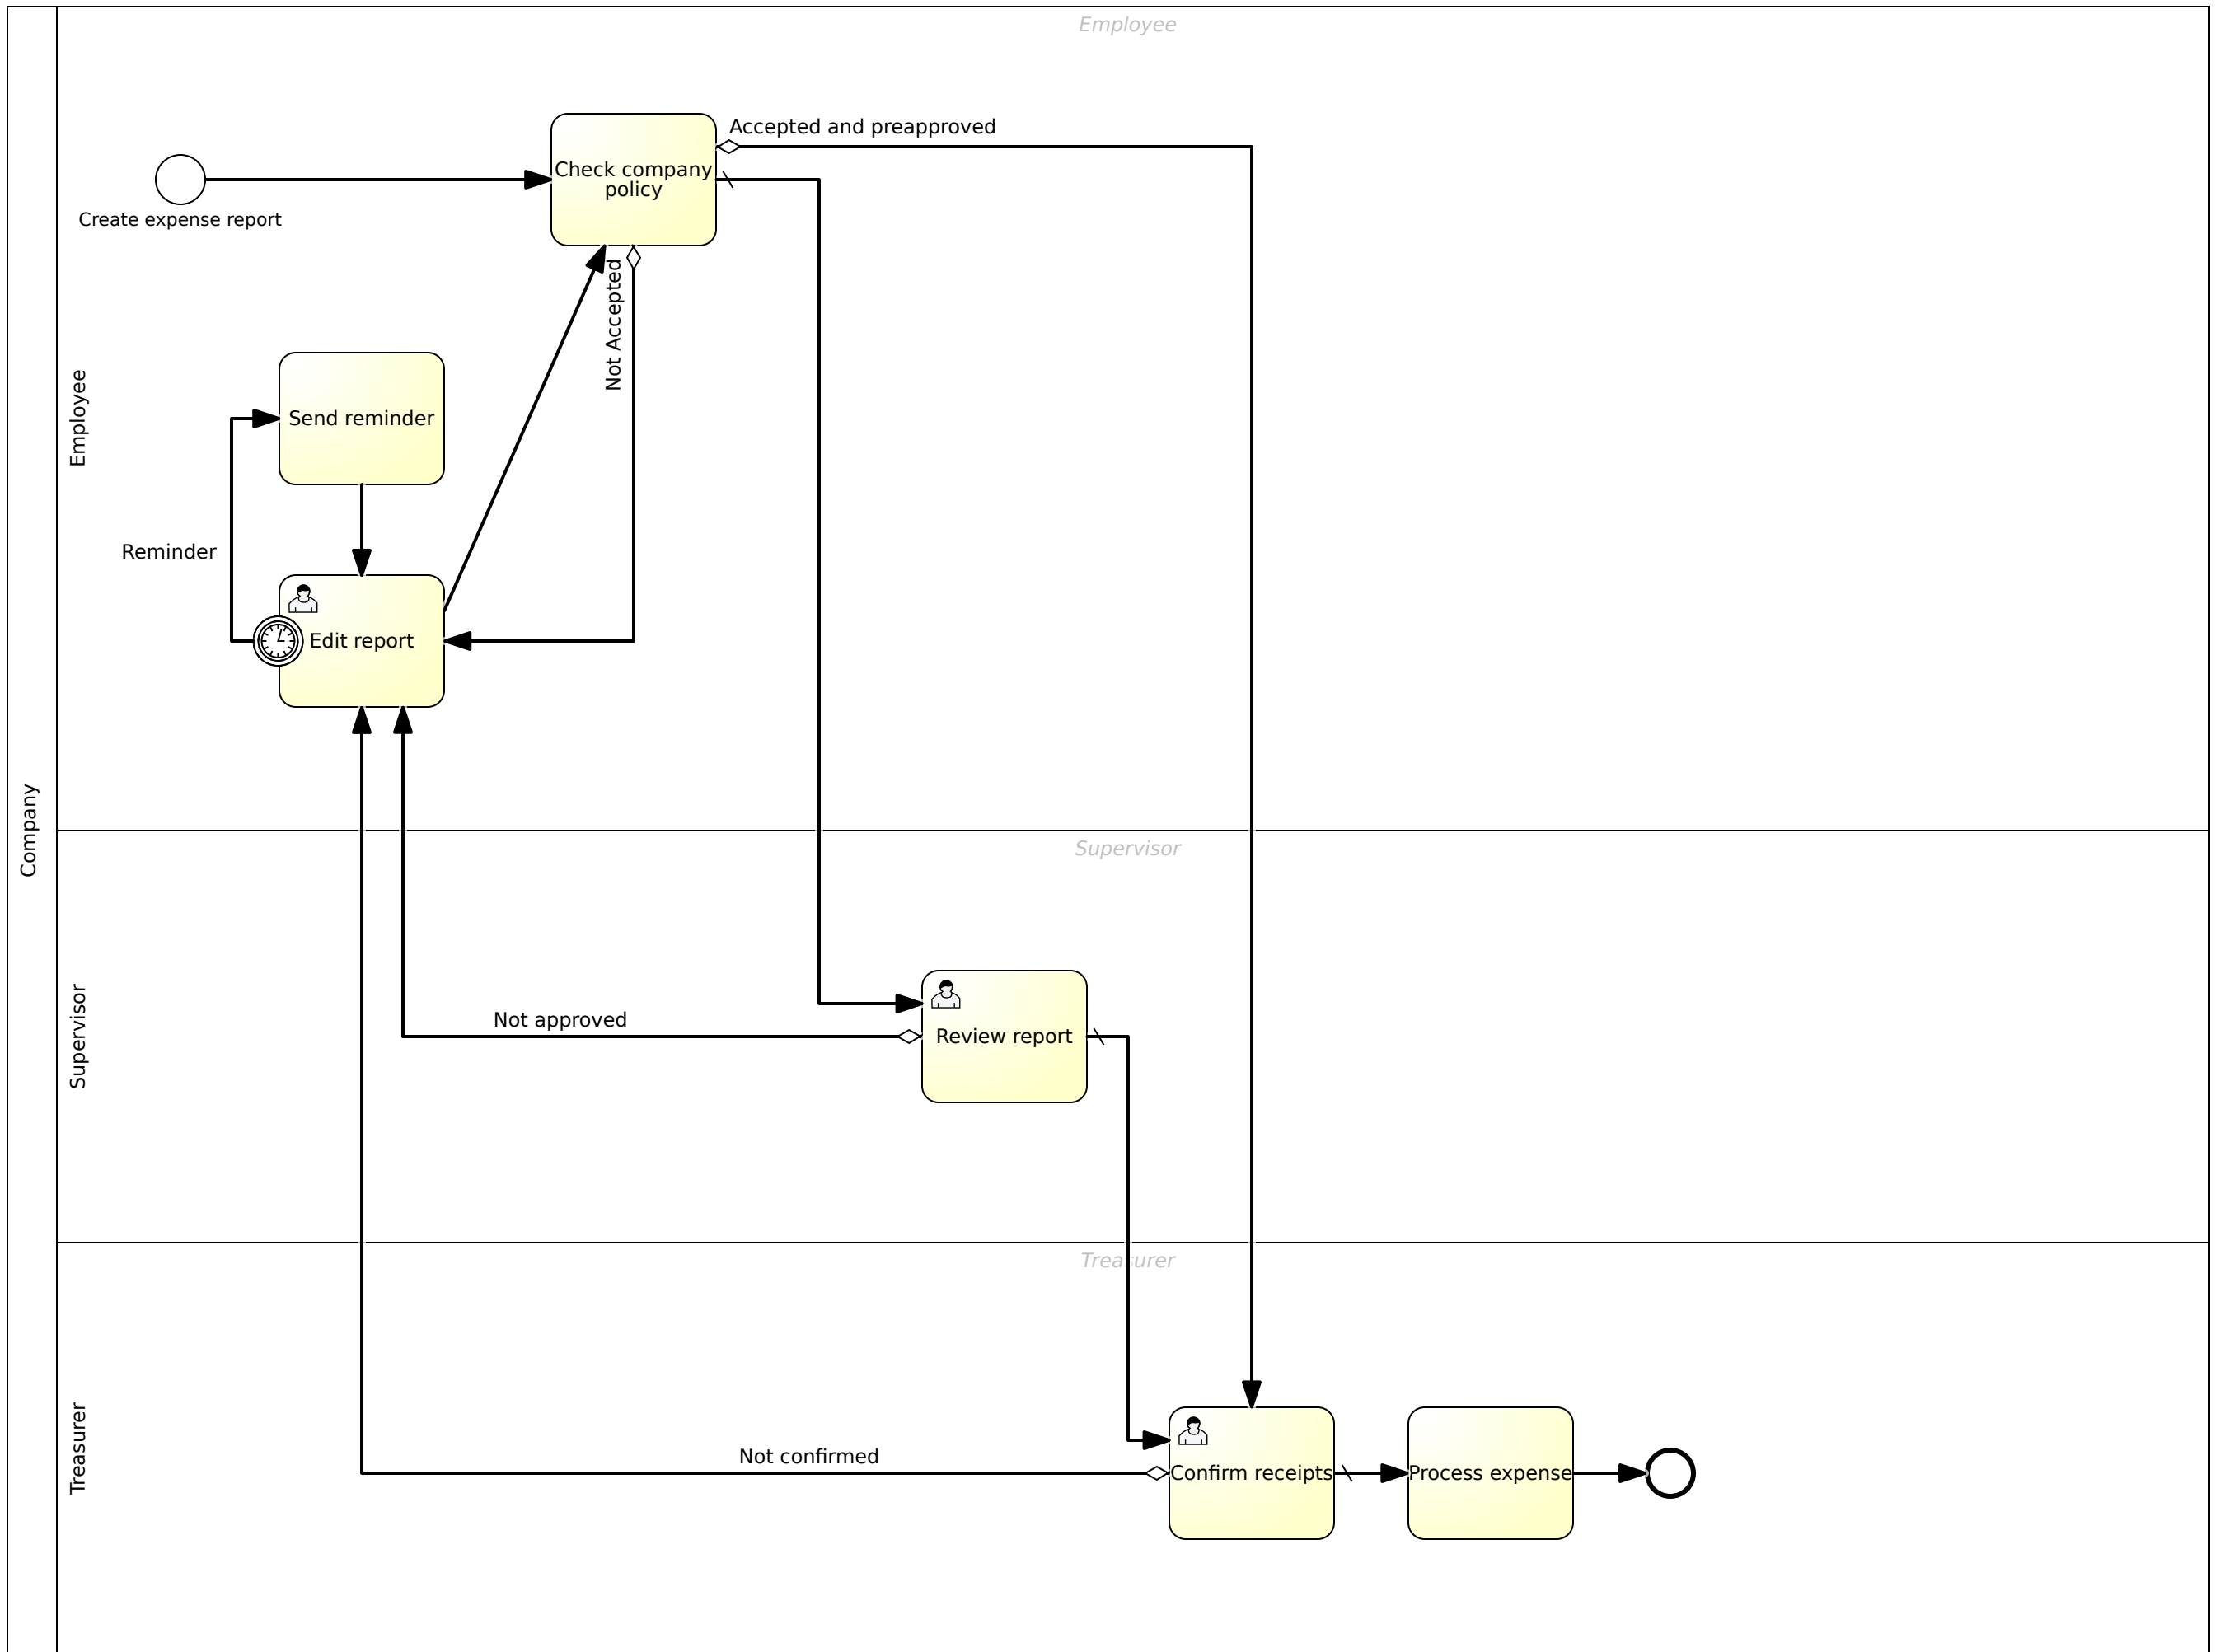 Employee
Accepted and preapproved
Check company
policy
Create expense report
Not Accepted
Employee
Send reminder
Reminder
Edit report
Company
Supervisor
Supervisor
Not approved
Review report
Treasurer
Treasurer
Not confirmed
Confirm receipts
Process expense